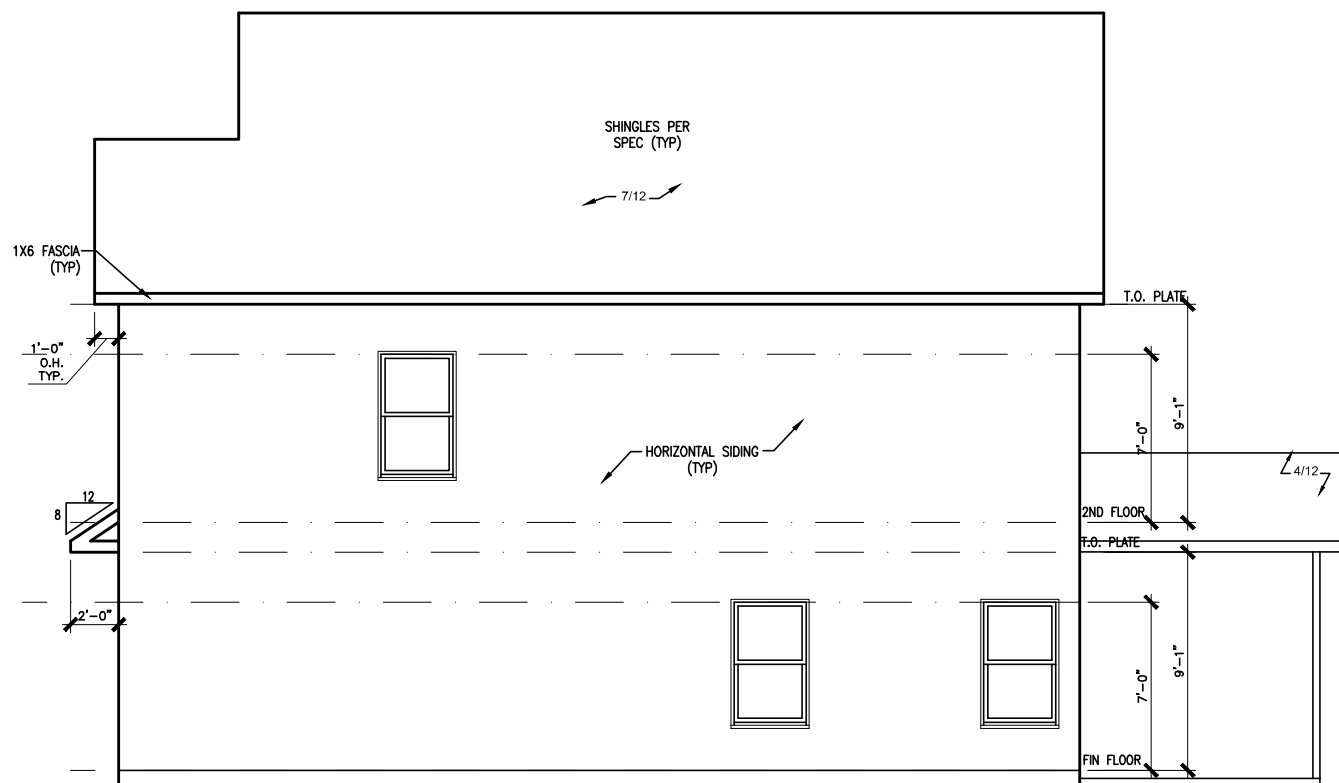 SHINGLES PER
SPEC (TYP)
7/12
1X6 FASCIA
(TYP)
T.O. PLATE
1'-0"
O.H.
TYP.
9'-1"
7'-0"
HORIZONTAL SIDING
(TYP)
4/12
12
8
2ND FLOOR
T.O. PLATE
2'-0"
9'-1"
7'-0"
FIN FLOOR